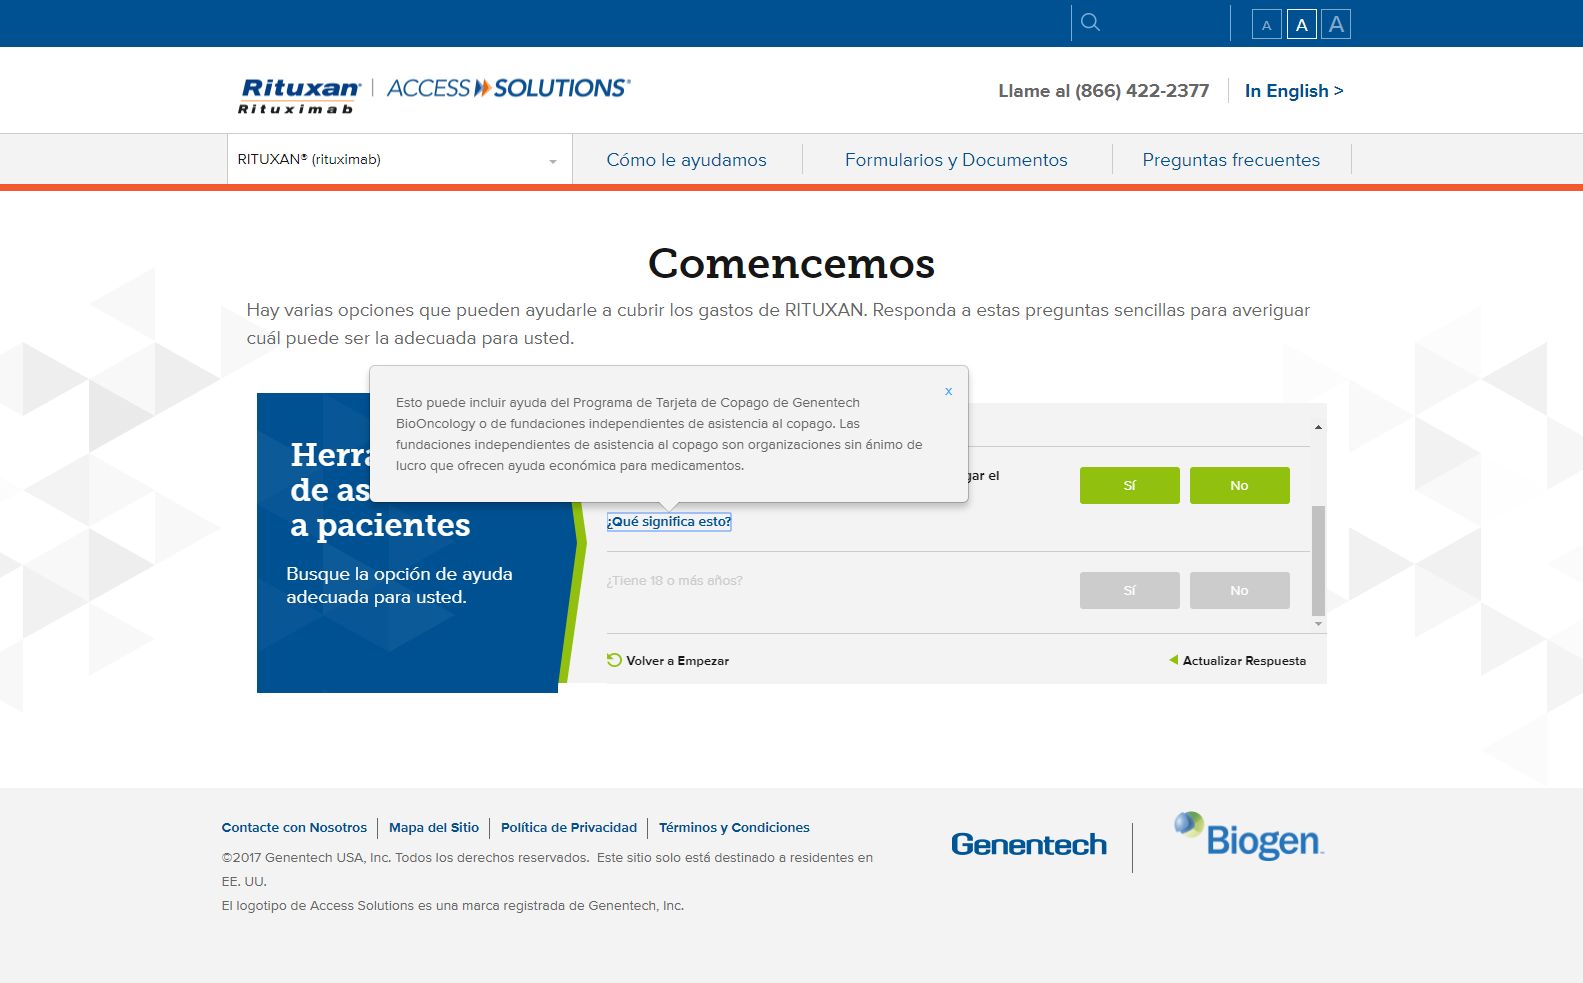 A A A
Rituxan® | ACCESS SOLUTIONS®
Rituximab
Llame al (866) 422-2377
In English >
RITUXAN® (rituximab)
Cómo le ayudamos
Formularios y Documentos
Preguntas frecuentes
Comencemos
Hay varias opciones que pueden ayudarle a cubrir los gastos de RITUXAN. Responda a estas preguntas sencillas para averiguar
cuál puede ser la adecuada para usted.
x
Esto puede incluir ayuda del Programa de Tarjeta de Copago de Genentech
BioOncology o de fundaciones independientes de asistencia al copago. Las
fundaciones independientes de asistencia al copago son organizaciones sin ánimo de
lucro que ofrecen ayuda económica para medicamentos.
Herra
de as
a pacientes
Busque la opción de ayuda
adecuada para usted.
gar el
Sí
No
¿Qué significa esto?
¿Tiene 18 o más años?
Sí
No
Volver a Empezar
Actualizar Respuesta
Contacte con Nosotros | Mapa del Sitio | Política de Privacidad | Términos y Condiciones
©2017 Genentech USA, Inc. Todos los derechos reservados. Este sitio solo está destinado a residentes en
EE. UU.
El logotipo de Access Solutions es una marca registrada de Genentech, Inc.
Genentech
Biogen